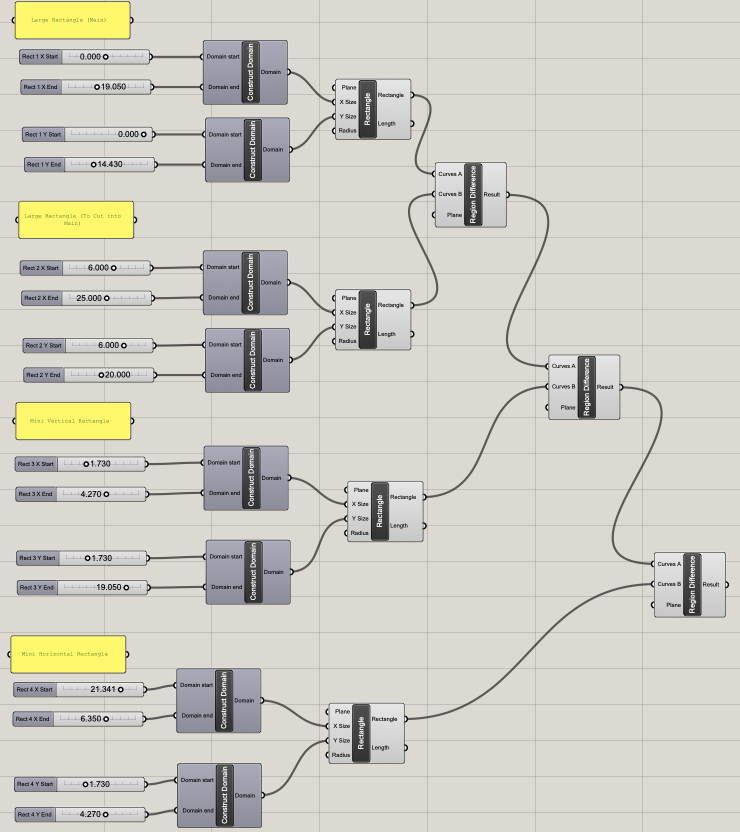 Large Rectangle (Main)
Rect 1 X Start 0.000
Rect 1 X End 19.050
Domain start
Domain end
Construct Domain
Domain
Rect 1 Y Start 0.000
Rect 1 Y End 14.430
Domain start
Domain end
Construct Domain
Domain
Plane
X Size
Y Size
Radius
Rectangle
Rectangle
Length
Curves A
Curves B
Plane
Region Difference
Result
Large Rectangle (To Cut into
Main)
Rect 2 X Start 6.000
Rect 2 X End 25.000
Domain start
Domain end
Construct Domain
Domain
Rect 2 Y Start 6.000
Rect 2 Y End 20.000
Domain start
Domain end
Construct Domain
Domain
Plane
X Size
Y Size
Radius
Rectangle
Rectangle
Length
Curves A
Curves B
Plane
Region Difference
Result
Mini Vertical Rectangle
Rect 3 X Start 1.730
Rect 3 X End 4.270
Domain start
Domain end
Construct Domain
Domain
Rect 3 Y Start 1.730
Rect 3 Y End 19.050
Domain start
Domain end
Construct Domain
Domain
Plane
X Size
Y Size
Radius
Rectangle
Rectangle
Length
Curves A
Curves B
Plane
Region Difference
Result
Mini Horizontal Rectangle
Rect 4 X Start 21.341
Rect 4 X End 6.350
Domain start
Domain end
Construct Domain
Domain
Rect 4 Y Start 1.730
Rect 4 Y End 4.270
Domain start
Domain end
Construct Domain
Domain
Plane
X Size
Y Size
Radius
Rectangle
Rectangle
Length